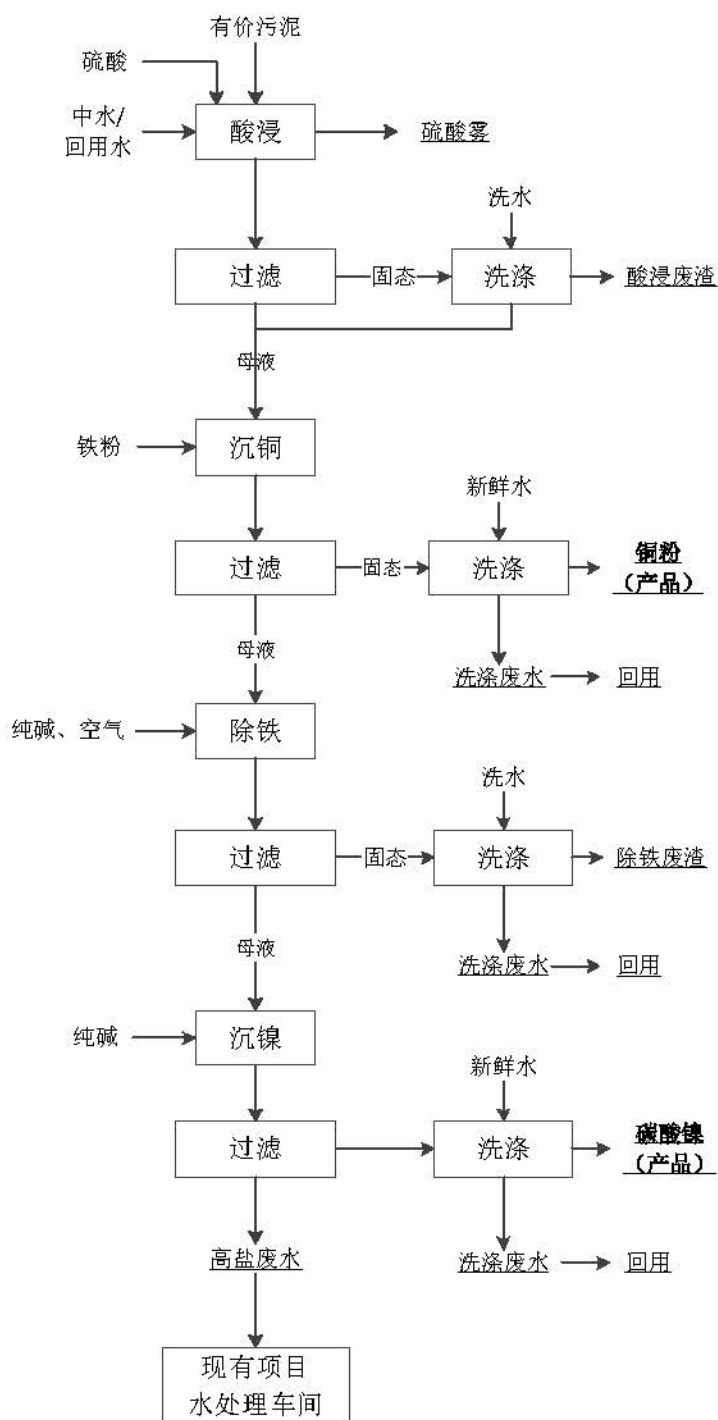 有价污泥
硫酸
中水/
回用水
酸浸
硫酸雾
洗水
过滤
固态
洗涤
酸浸废渣
母液
铁粉
沉铜
新鲜水
过滤
固态
洗涤
铜粉
（产品）
母液
洗涤废水
回用
纯碱、空气
除铁
洗水
过滤
固态
洗涤
除铁废渣
母液
洗涤废水
回用
纯碱
沉镍
新鲜水
过滤
洗涤
碳酸镍
（产品）
高盐废水
洗涤废水
回用
现有项目
水处理车间